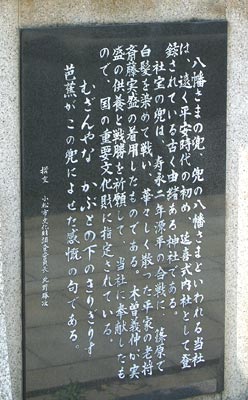 八幡さまの兜、兜の八幡さまといわれる当社
は、遠く平安時代の初め、延喜式内社として登
録されている古く由緒ある神社である。
社宝の兜は、寿永二年源平の合戦に、篠原で
白髪を染めて戦い、華々しく散った平家の老将
斎藤実盛の着用したものである。木曽義仲が実
盛の供養と戦勝を祈願して、当社に奉献したも
ので、国の重要文化財に指定されている。
むざんやな かぶとの下のきりぎりす
芭蕉がこの兜によせた感慨の句である。
撰文 小松市文化財調査委員長